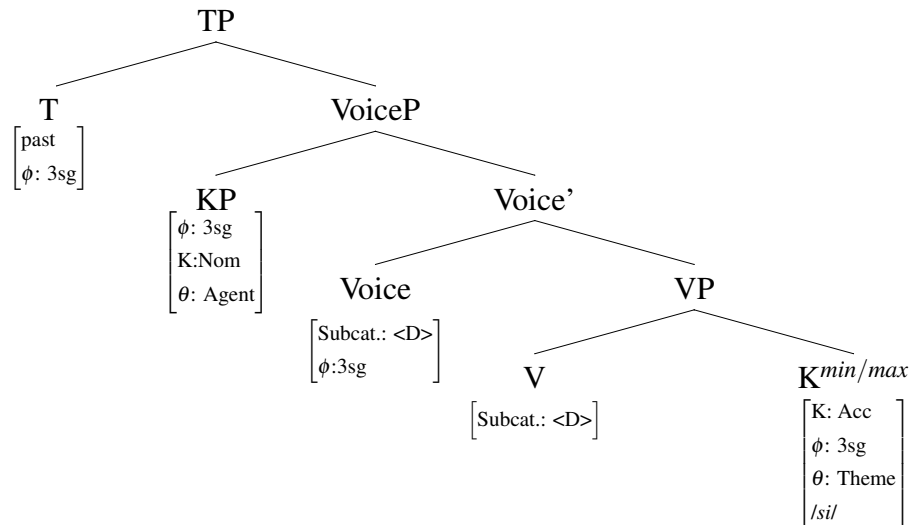 TP
T
VoiceP
past
ϕ: 3sg
KP
Voice’
ϕ: 3sg
K:Nom
θ: Agent
Voice
VP
Subcat.: <D>
ϕ:3sg
V
K^min/max
Subcat.: <D>
K: Acc
ϕ: 3sg
θ: Theme
/si/